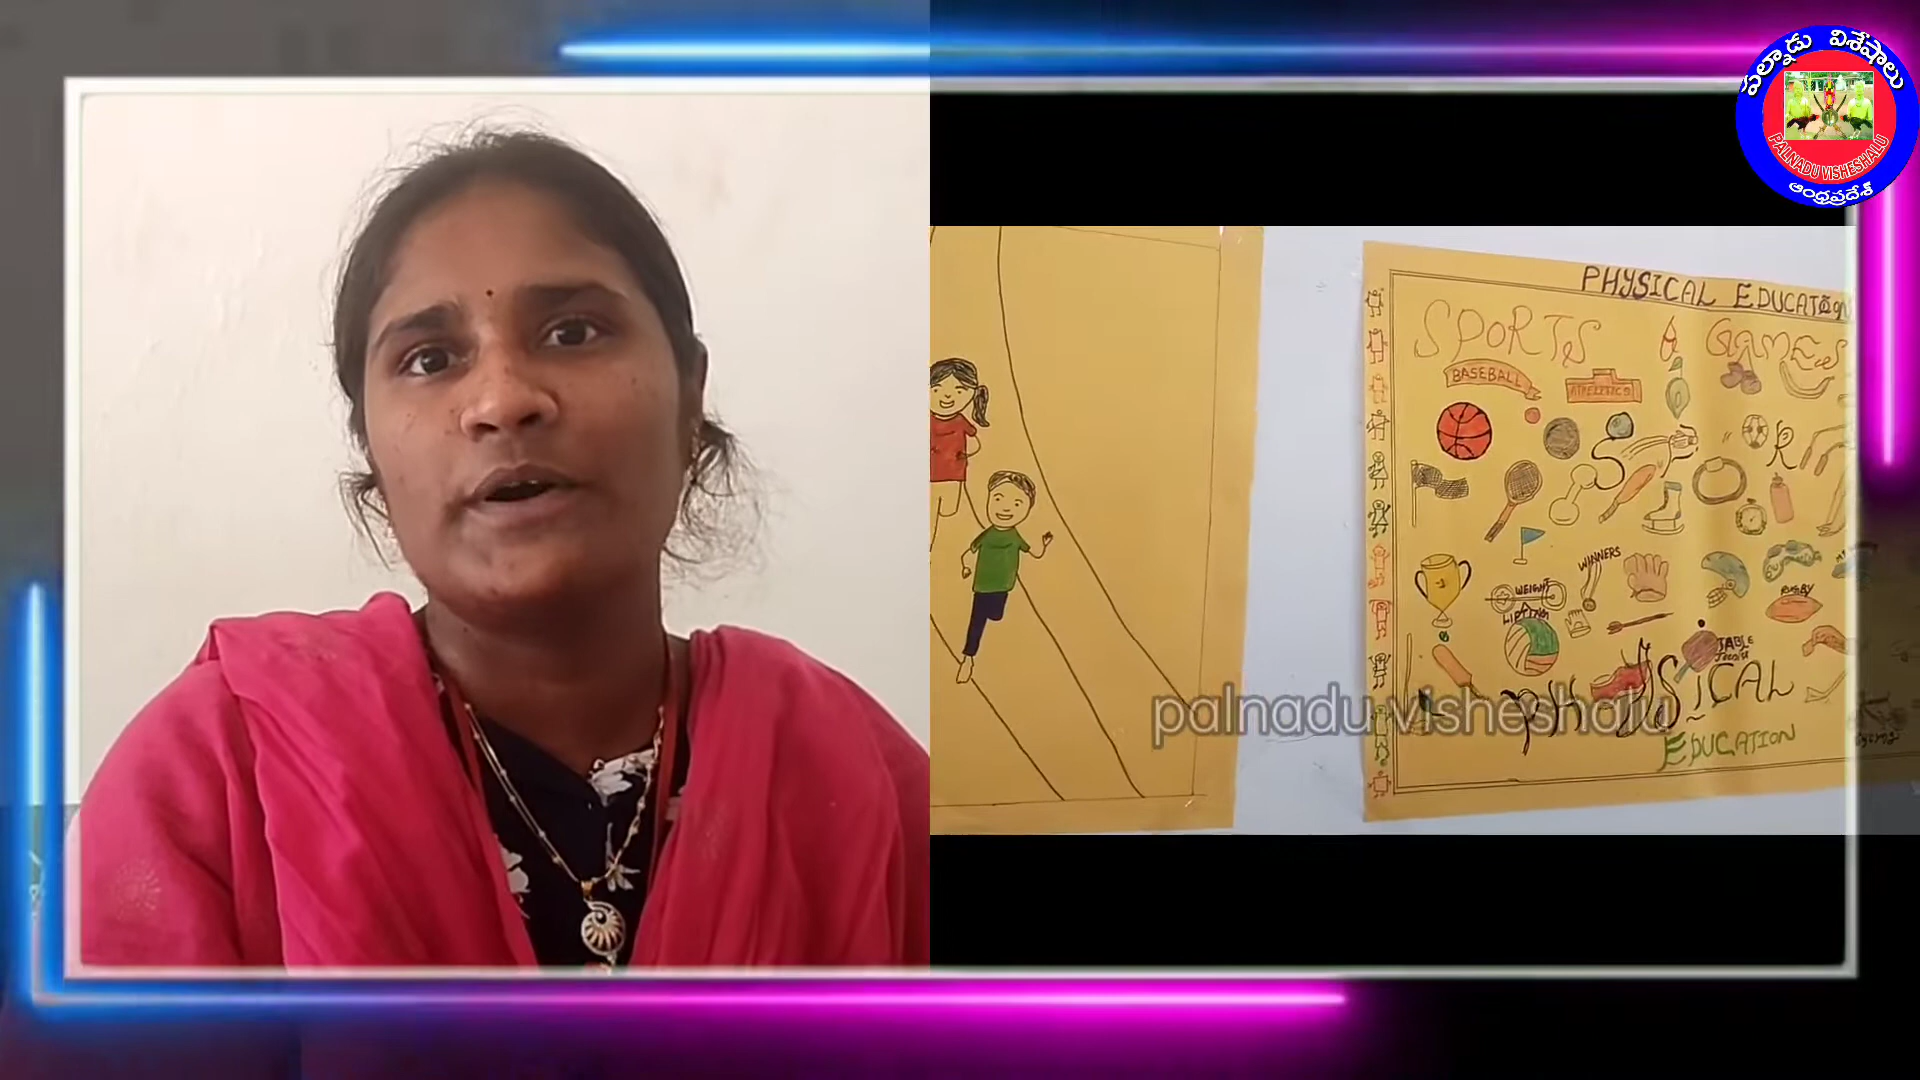 పల్నాడు విశేషాలు
PALNADU VISHESHALU
ఆంధ్రప్రదేశ్
PHYSICAL EDUCATION
SPORTS & GAMES
BASEBALL
ATHLETICS
OR
WINNERS
WEIGHT
LIFTING
RUGBY
TABLE
Tennis
PHYSICAL
EDUCATION
palnadu visheshalu